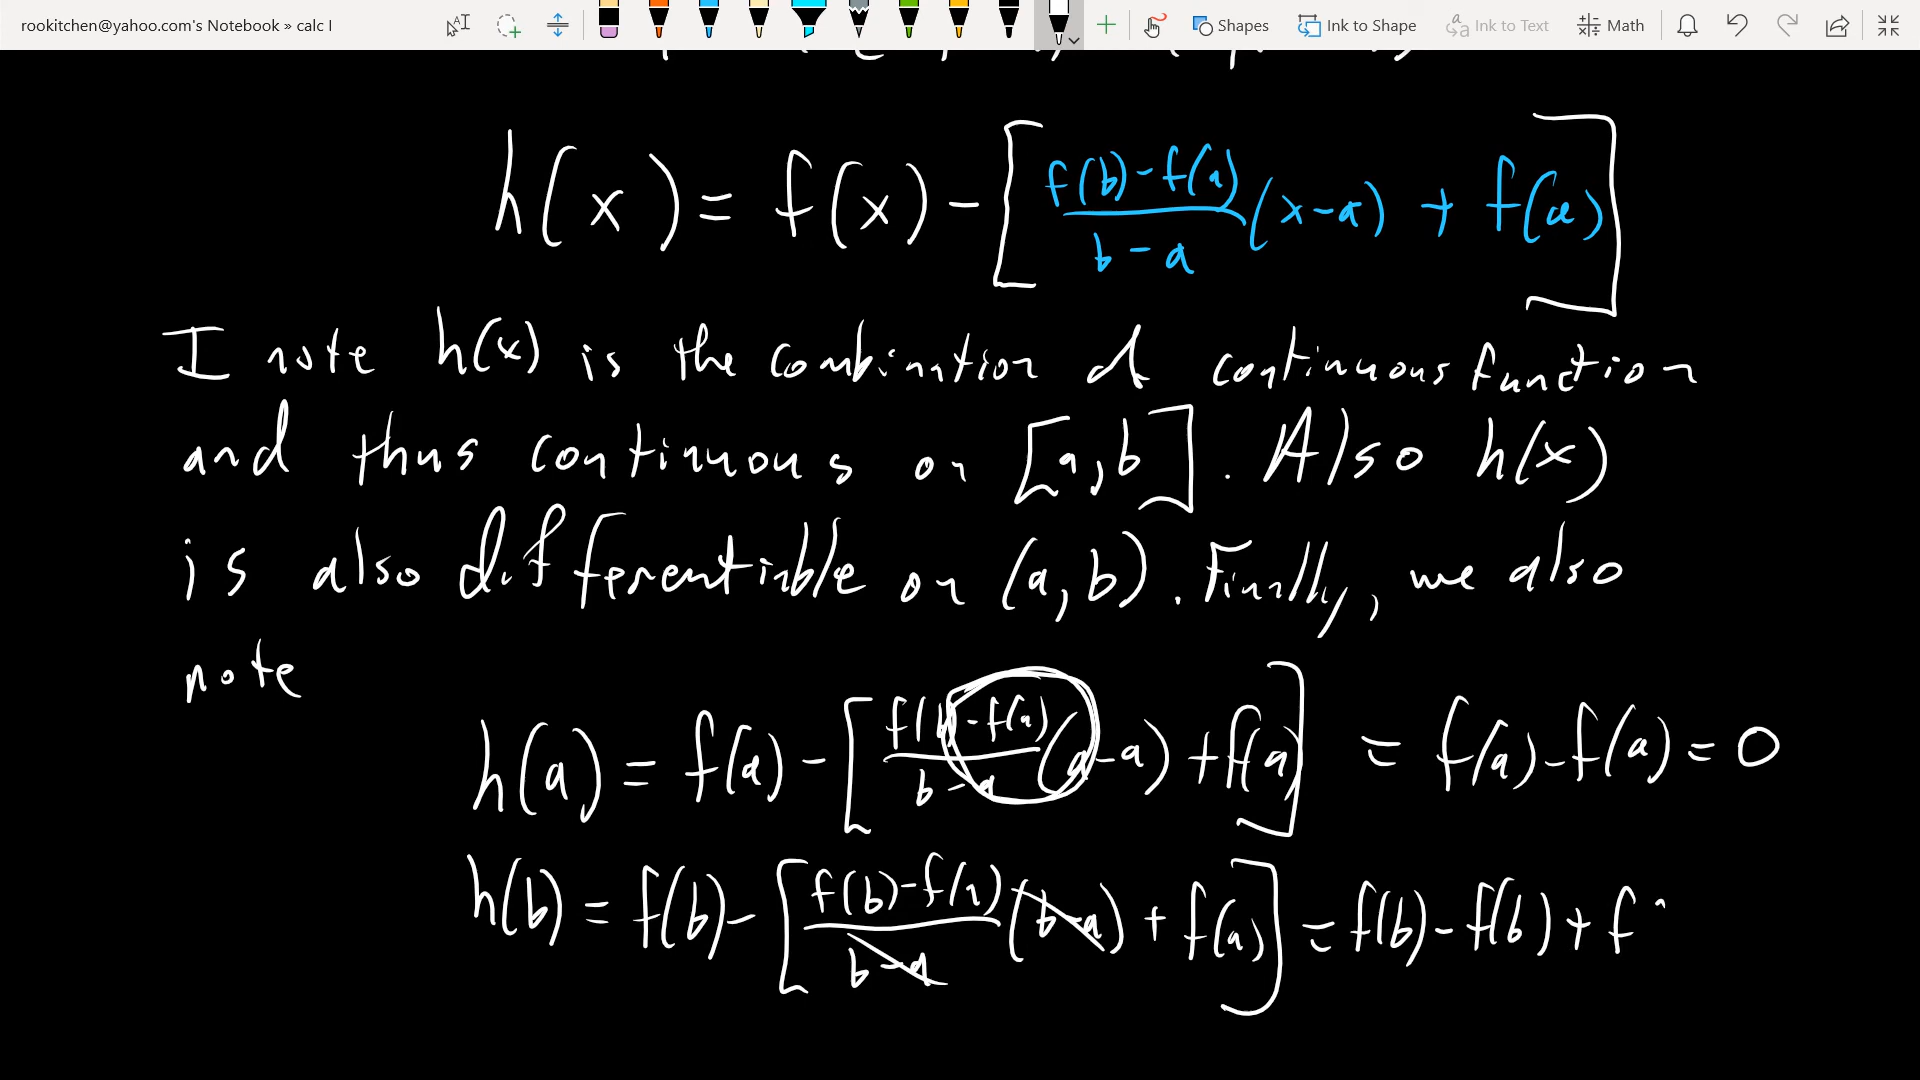 rookitchen@yahoo.com's Notebook » calc I
Shapes
Ink to Shape
Ink to Text
Math
h(x) = f(x) - [f(b)-f(a)/b-a (x-a) + f(a)]
I note h(x) is the combination of continuous function
and thus continuous on [a,b]. Also h(x)
is also differentiable on (a,b). Finally, we also
note
h(a) = f(a) - [f(b)-f(a)/b-a (a-a) + f(a)] = f(a)-f(a) = 0
h(b) = f(b) - [f(b)-f(a)/b-a (b-a) + f(a)] = f(b)-f(b) + f